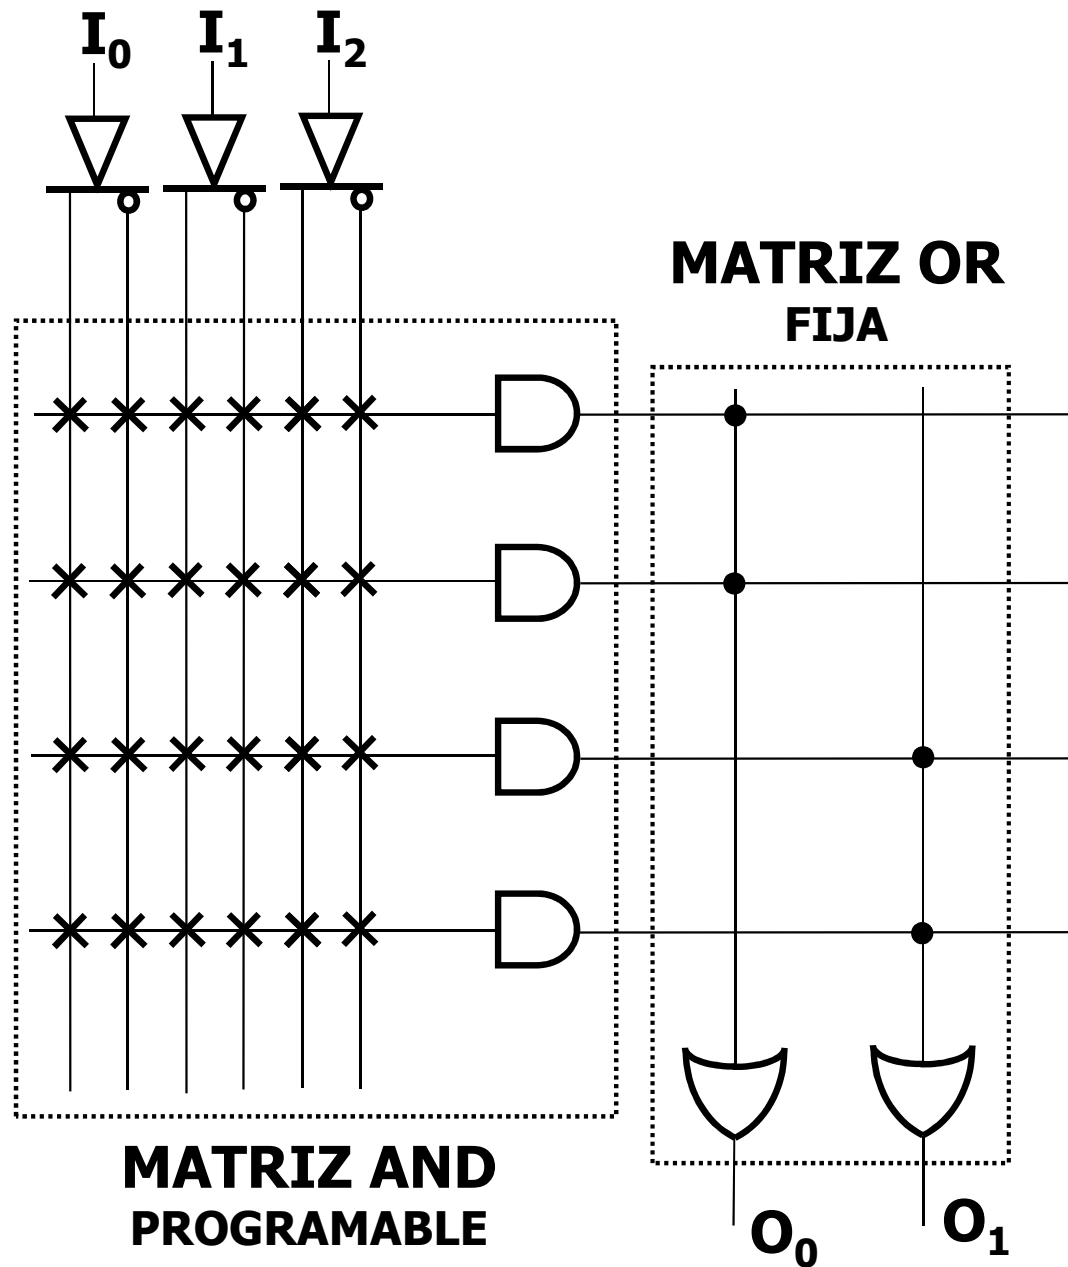 I₀ I₁ I₂
MATRIZ OR
FIJA
MATRIZ AND
PROGRAMABLE
O₀ O₁